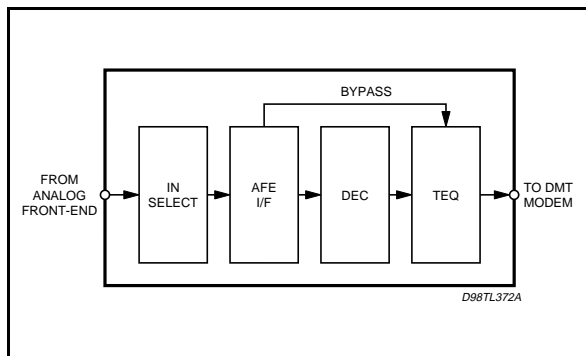 BYPASS
FROM
ANALOG
FRONT-END
IN
SELECT
AFE
I/F
DEC
TEQ
TO DMT
MODEM
D98TL372A